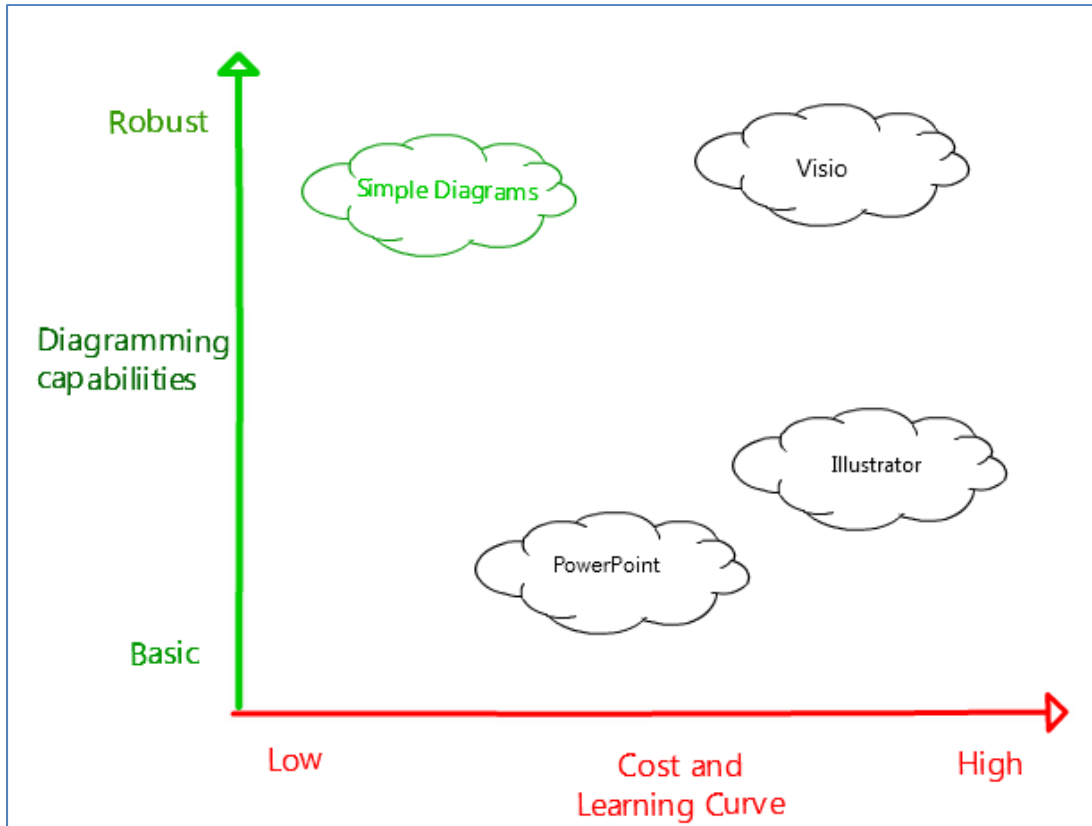 Robust
Simple Diagrams
Visio
Diagramming
capabiliities
Illustrator
PowerPoint
Basic
Low
Cost and
Learning Curve
High